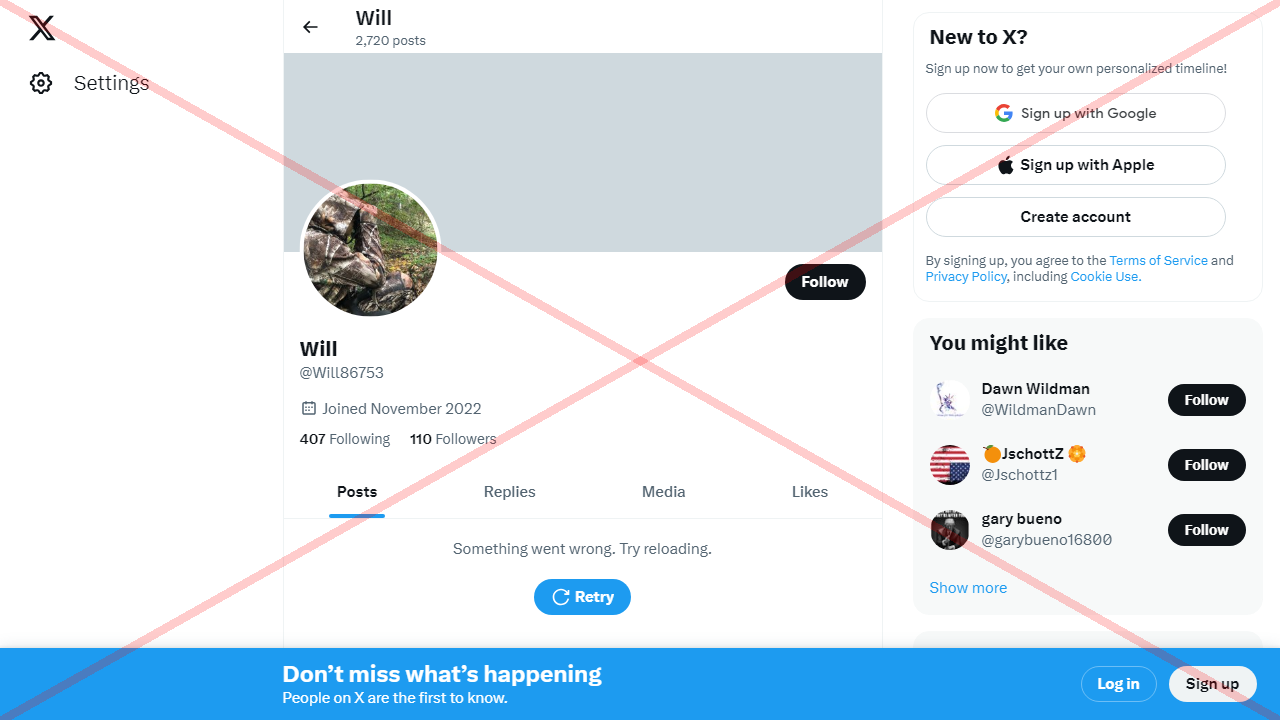 Settings
Will
2,720 posts
Follow
Will
@Will86753
Joined November 2022
407 Following 110 Followers
Posts Replies Media Likes
Something went wrong. Try reloading.
Retry
New to X?
Sign up now to get your own personalized timeline!
Sign up with Google
Sign up with Apple
Create account
By signing up, you agree to the Terms of Service and
Privacy Policy, including Cookie Use.
You might like
Dawn Wildman
@WildmanDawn
Follow
🍊JschottZ 🏵️
@Jschottz1
Follow
gary bueno
@garybueno16800
Follow
Show more
Don’t miss what’s happening
People on X are the first to know.
Log in
Sign up